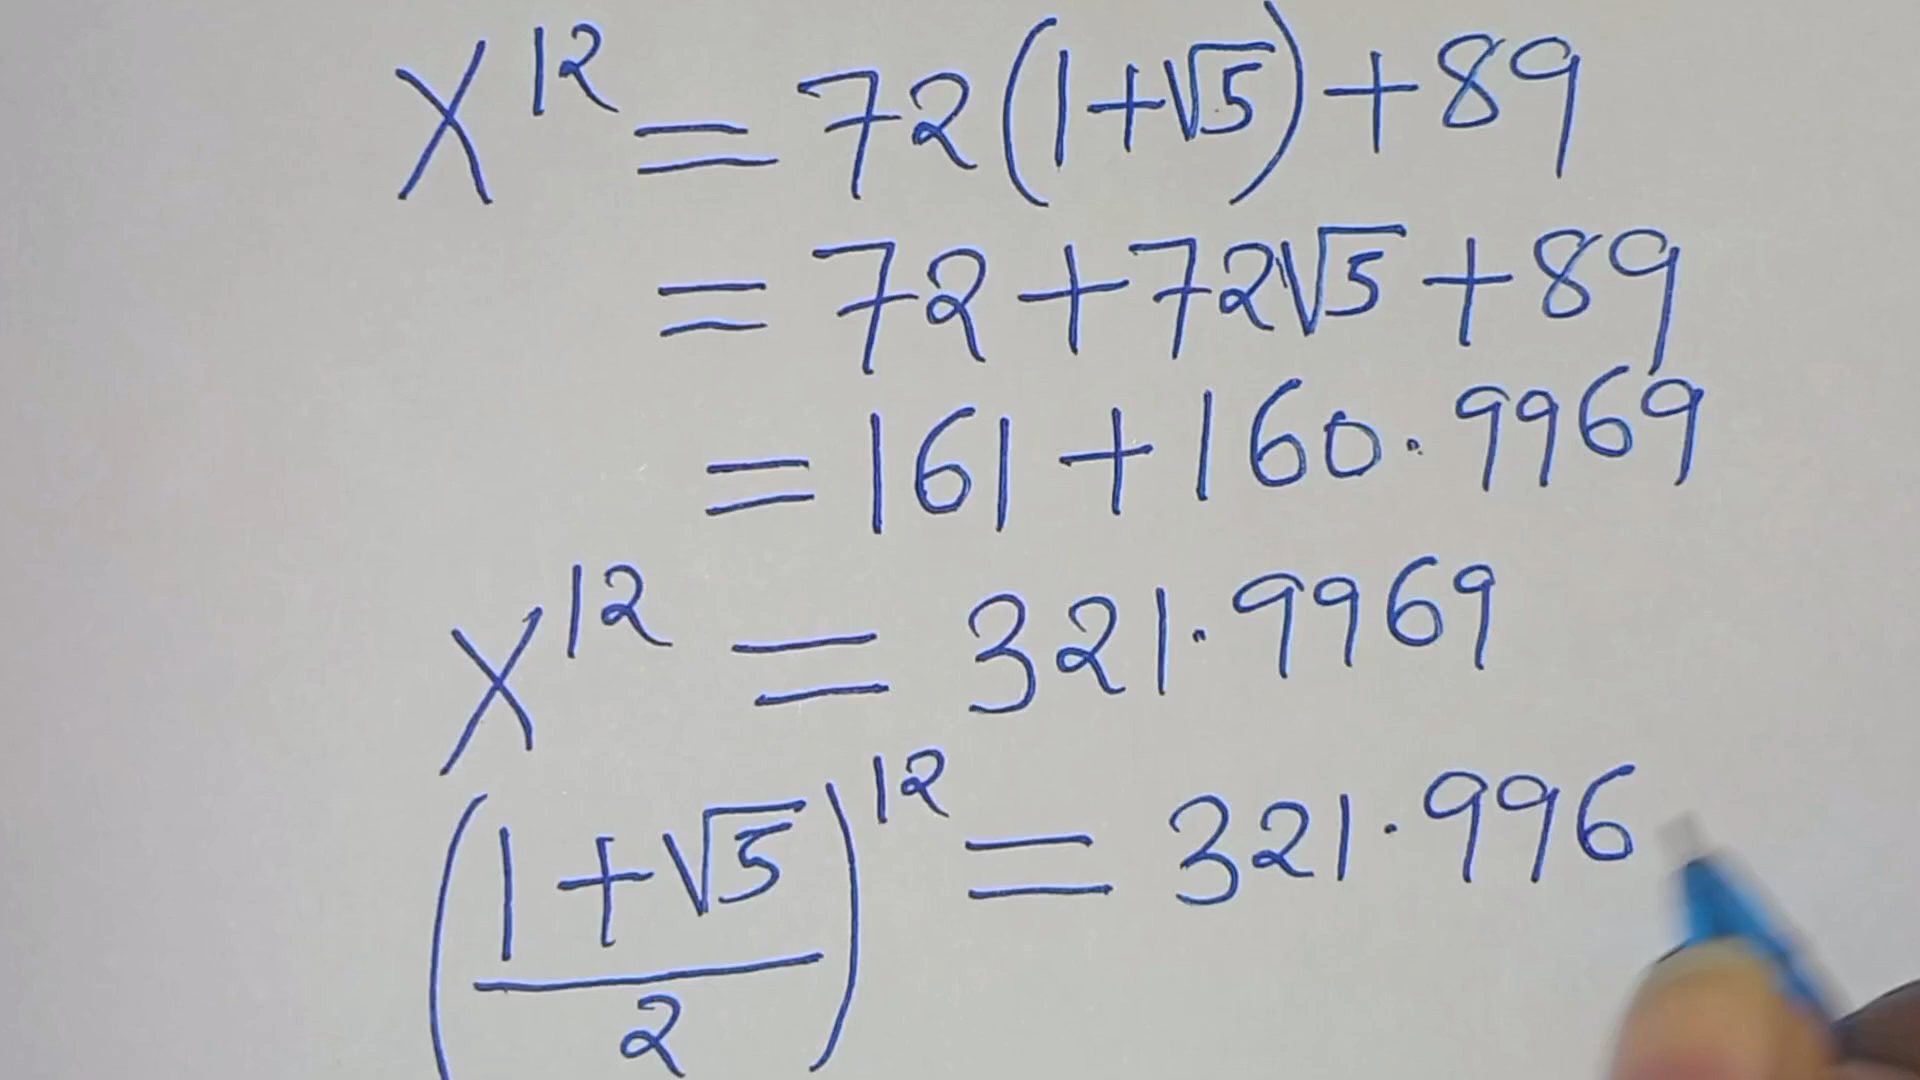 X^12 = 72(1+√5)+89
= 72+72√5+89
= 161+160.9969
X^12 = 321.9969
((1+√5)/2)^12 = 321.996